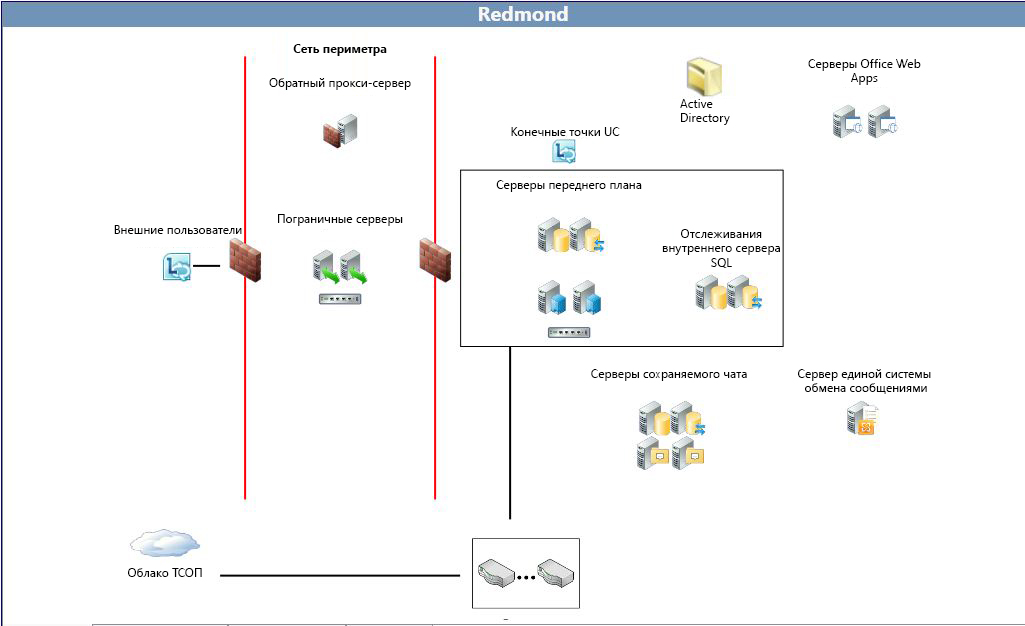 Redmond
Сеть периметра
Обратный прокси-сервер
Серверы Office Web
Apps
Active
Directory
Конечные точки UC
Серверы переднего плана
Внешние пользователи
Пограничные серверы
Отслеживания
внутреннего сервера
SQL
Серверы сохраняемого чата
Сервер единой системы
обмена сообщениями
Облако ТСОП